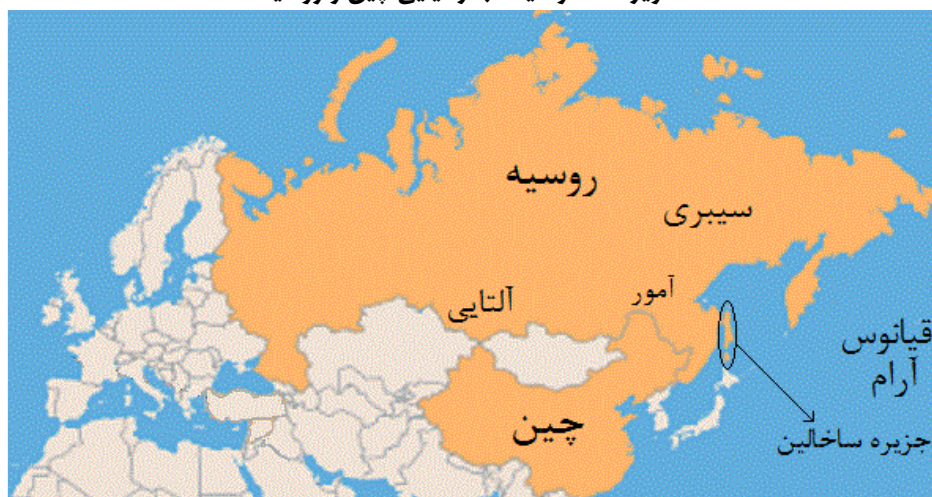 روسیه
سیبری
آمور
آلتایی
قیانوس
آرام
چین
جزیره ساخالین